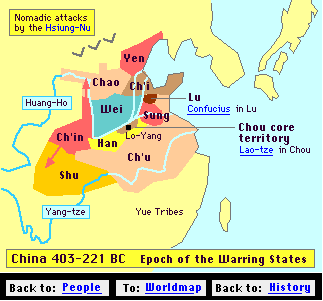 Nomadic attacks
by the Hsiung-Nu
Yen
Chao
Ch'i
Huang-Ho
Wei
Lu
Confucius in Lu
Sung
Ch'in
Lo-Yang
Chou core
territory
Lao-tze in Chou
Han
Ch'u
Shu
Yang-tze
Yue Tribes
China 403-221 BC Epoch of the Warring States
Back to: People To: Worldmap Back to: History